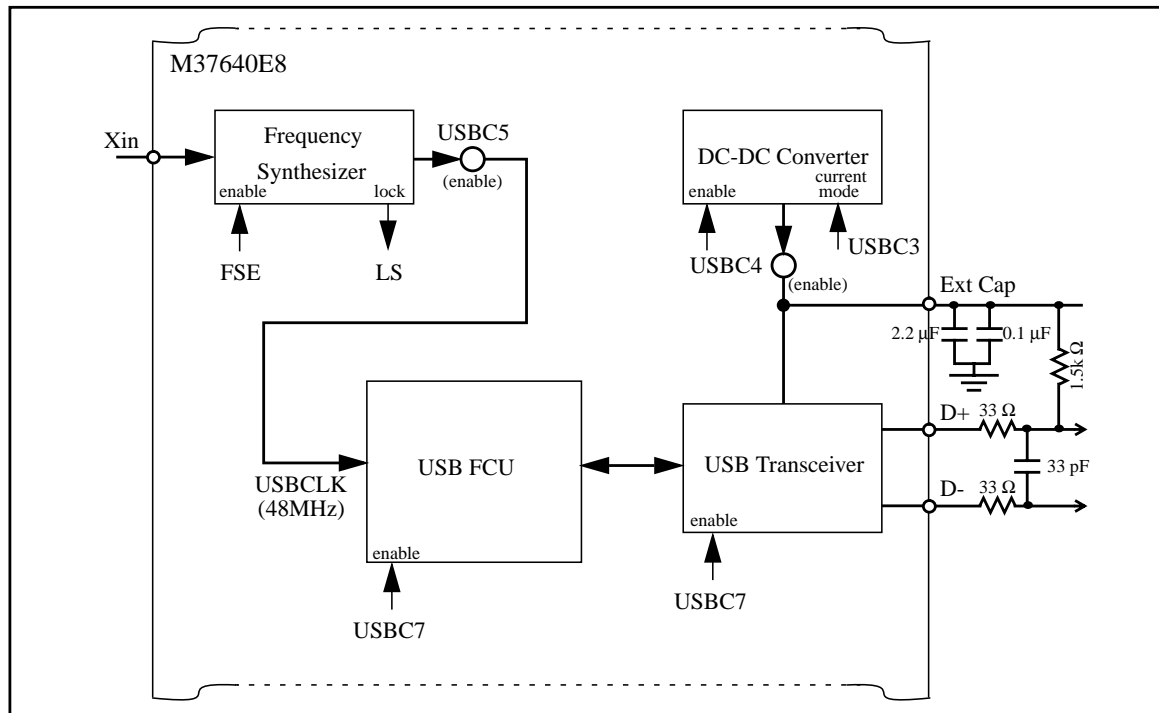 M37640E8
Xin
Frequency
Synthesizer
enable
lock
USBC5
(enable)
FSE
LS
DC-DC Converter
enable
current
mode
USBC4
USBC3
(enable)
Ext Cap
2.2 µF
0.1 µF
1.5k Ω
USB FCU
enable
USBCLK
(48MHz)
USBC7
USB Transceiver
enable
USBC7
D+
33 Ω
33 pF
D-
33 Ω